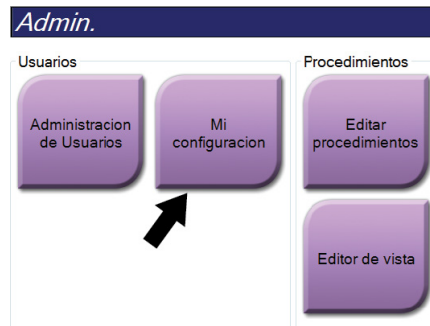 Admin.
Usuarios
Administracion
de Usuarios
Mi
configuracion
Procedimientos
Editar
procedimientos
Editor de vista